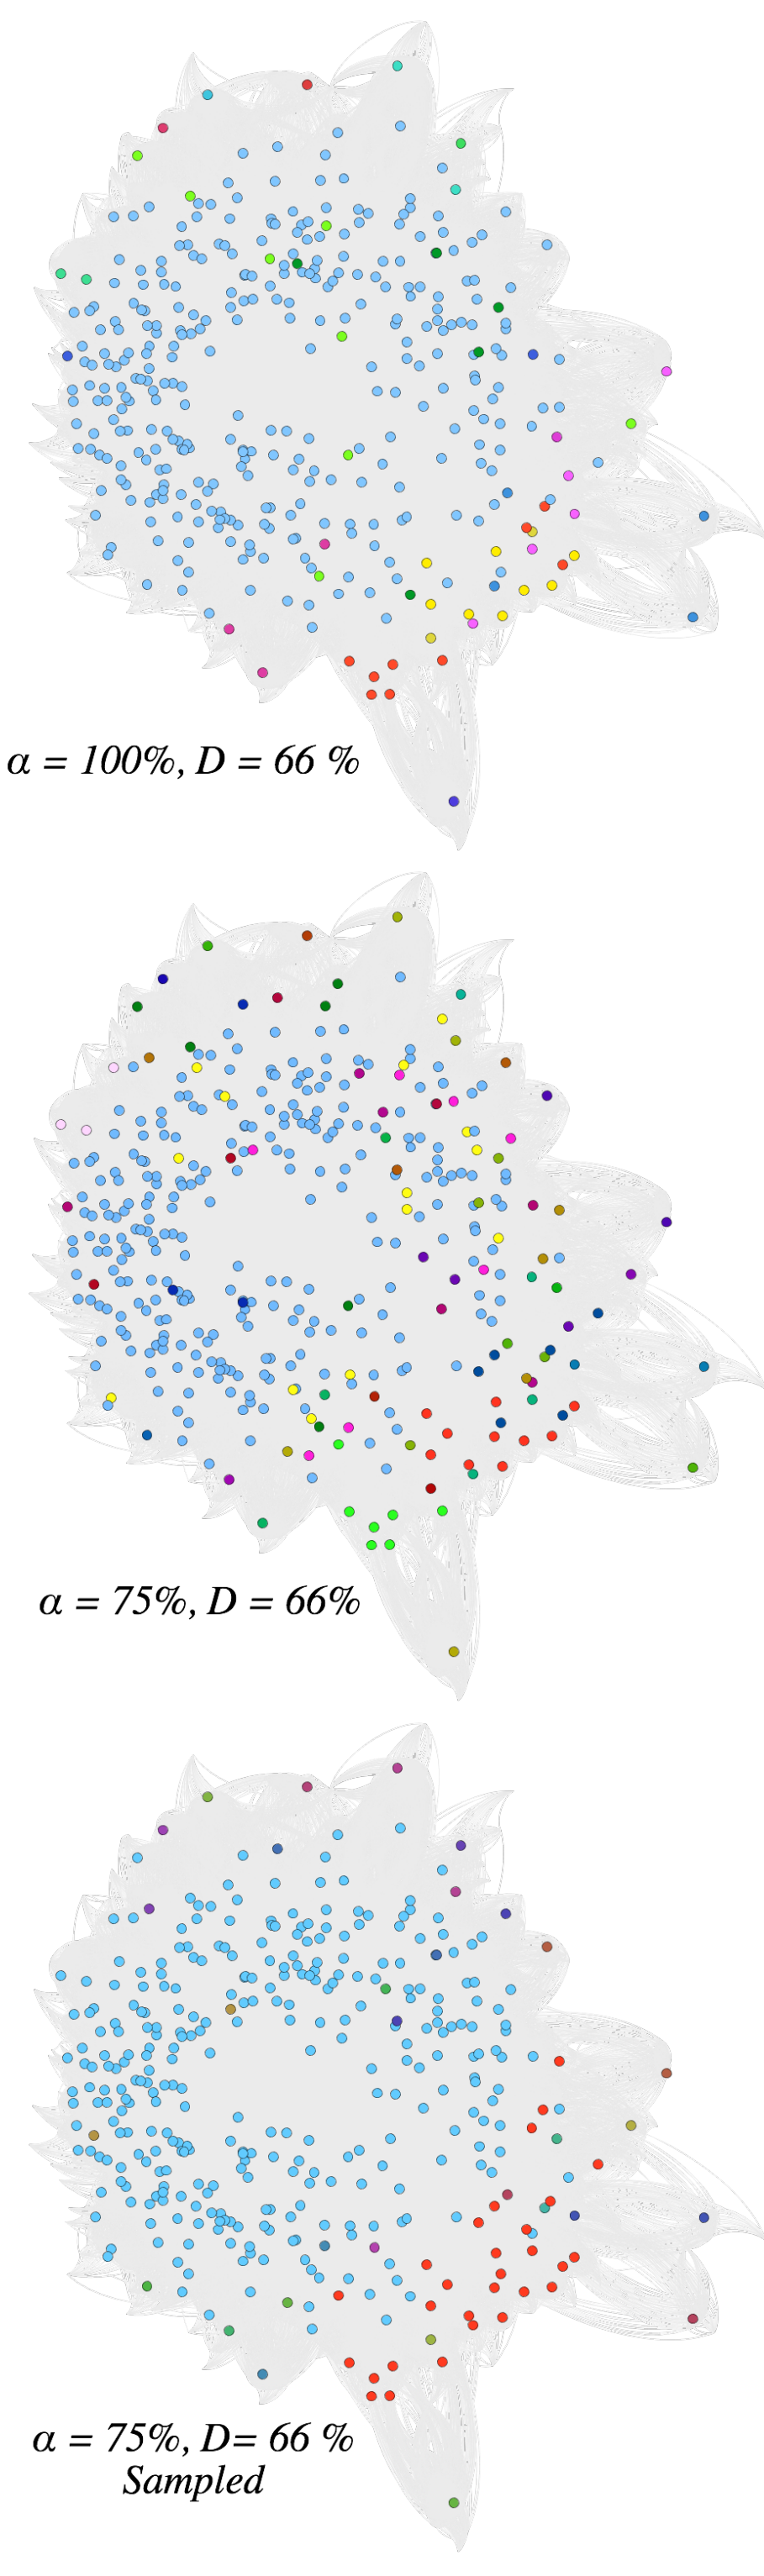 α = 100%, D = 66 %
α = 75%, D = 66%
α = 75%, D= 66 %
Sampled